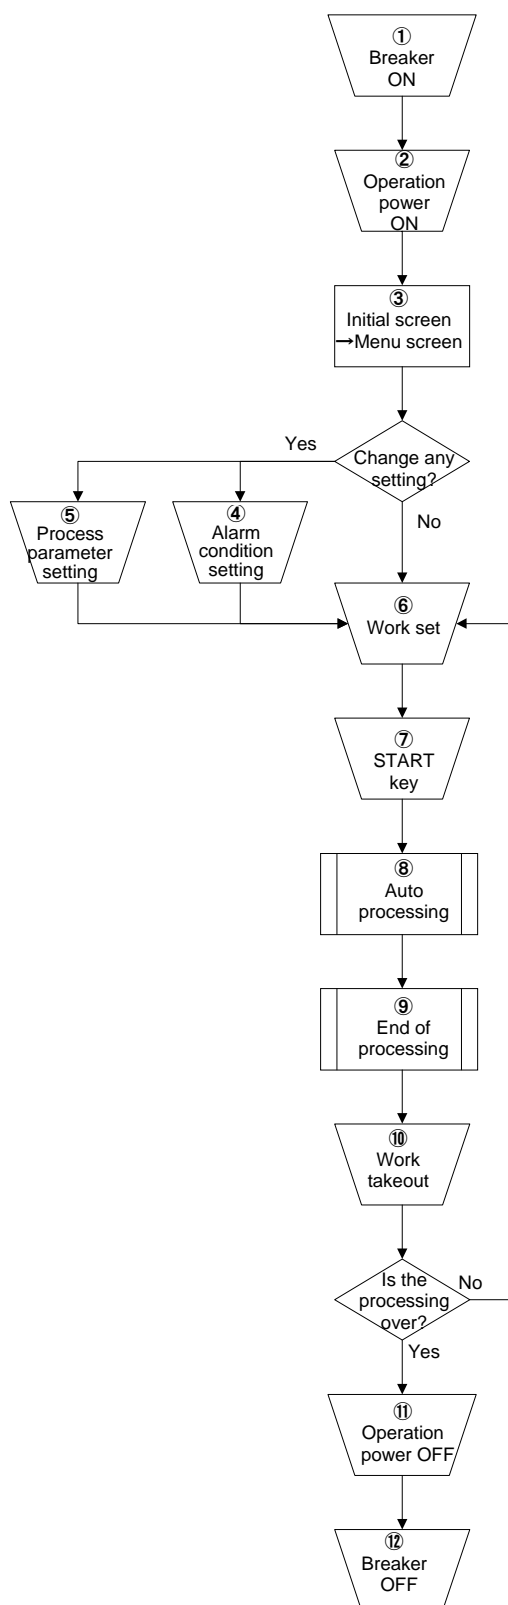 ①
Breaker
ON
②
Operation
power
ON
③
Initial screen
→Menu screen
Yes
Change any
setting?
No
⑤
Process
parameter
setting
④
Alarm
condition
setting
⑥
Work set
⑦
START
key
⑧
Auto
processing
⑨
End of
processing
⑩
Work
takeout
Is the
processing
over?
No
Yes
⑪
Operation
power OFF
⑫
Breaker
OFF